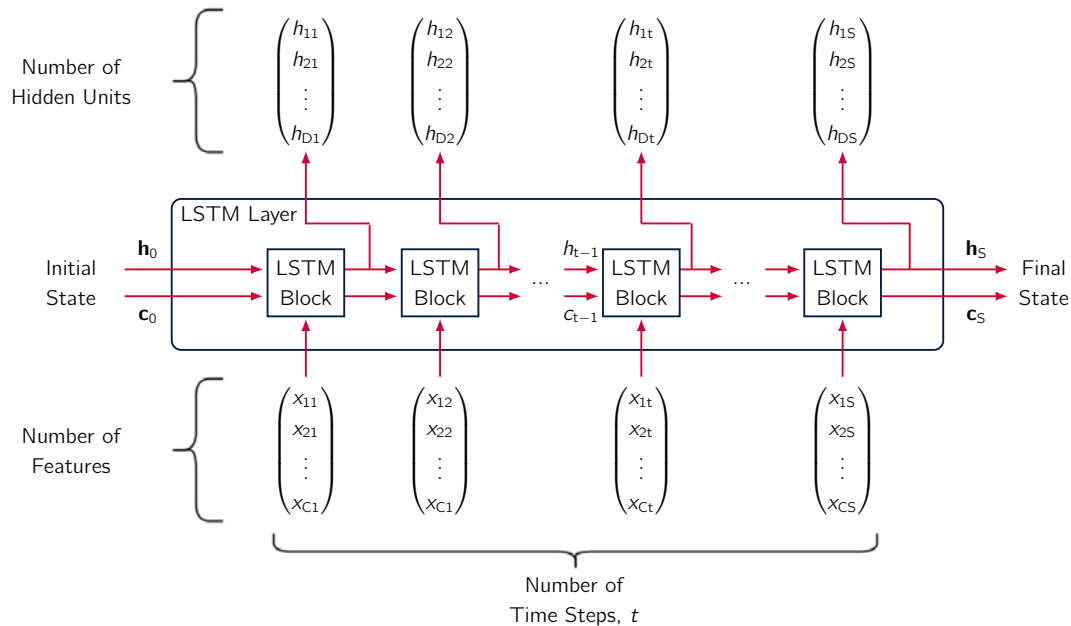 h₁₁ h₁₂ h₁ₜ h₁S
h₂₁ h₂₂ h₂ₜ h₂S
⋮ ⋮ ⋮ ⋮
hD1 hD2 hDt hDS
Number of
Hidden Units
LSTM Layer
h₀ hₜ₋₁ hS
Initial LSTM LSTM LSTM LSTM Final
State Block Block ... Block ... Block State
c₀ cₜ₋₁ cS
x₁₁ x₁₂ x₁ₜ x₁S
x₂₁ x₂₂ x₂ₜ x₂S
⋮ ⋮ ⋮ ⋮
xC1 xC1 xCt xCS
Number of
Features
Number of
Time Steps, t